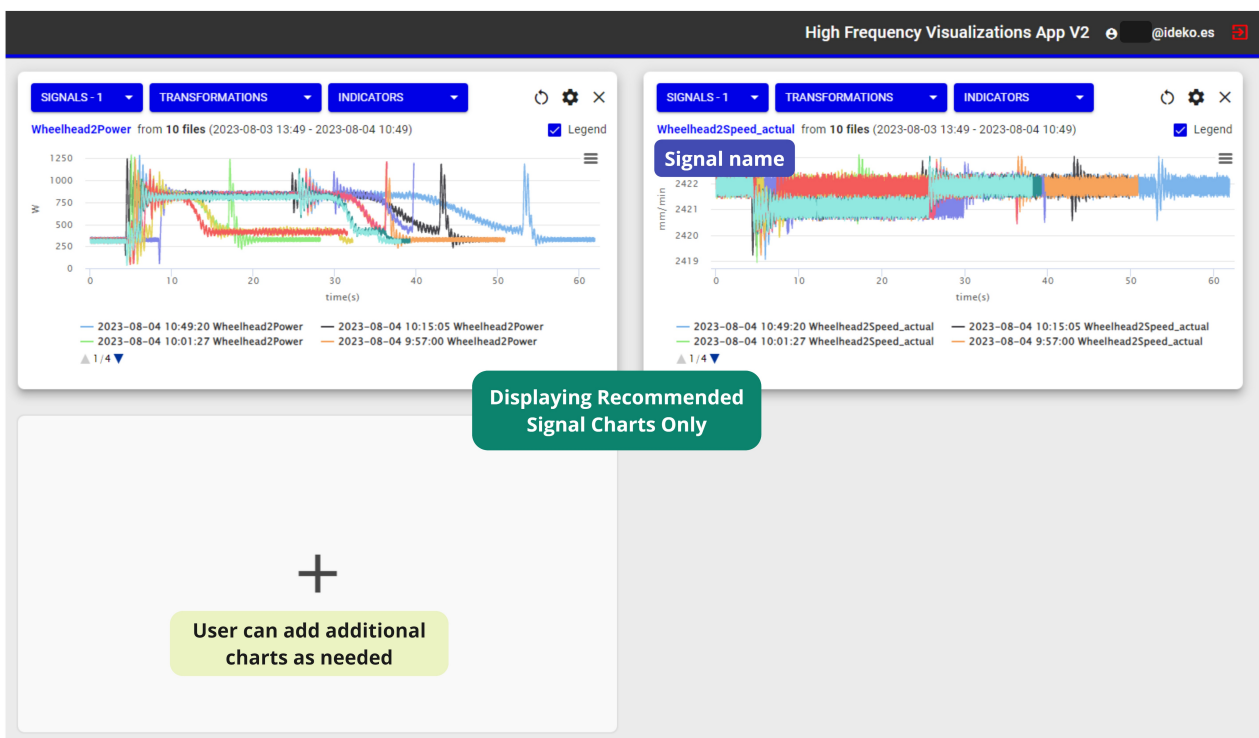 High Frequency Visualizations App V2 @ideko.es
SIGNALS - 1 TRANSFORMATIONS INDICATORS
Wheelhead2Power from 10 files (2023-08-03 13:49 - 2023-08-04 10:49) Legend
1250
1000
750
500
250
0
W
0 10 20 30 40 50 60
time(s)
2023-08-04 10:49:20 Wheelhead2Power 2023-08-04 10:15:05 Wheelhead2Power
2023-08-04 10:01:27 Wheelhead2Power 2023-08-04 9:57:00 Wheelhead2Power
1/4
SIGNALS - 1 TRANSFORMATIONS INDICATORS
Wheelhead2Speed_actual from 10 files (2023-08-03 13:49 - 2023-08-04 10:49) Legend
Signal name
2422
2421
2420
2419
mm/min
0 10 20 30 40 50 60
time(s)
2023-08-04 10:49:20 Wheelhead2Speed_actual 2023-08-04 10:15:05 Wheelhead2Speed_actual
2023-08-04 10:01:27 Wheelhead2Speed_actual 2023-08-04 9:57:00 Wheelhead2Speed_actual
1/4
Displaying Recommended
Signal Charts Only
User can add additional
charts as needed